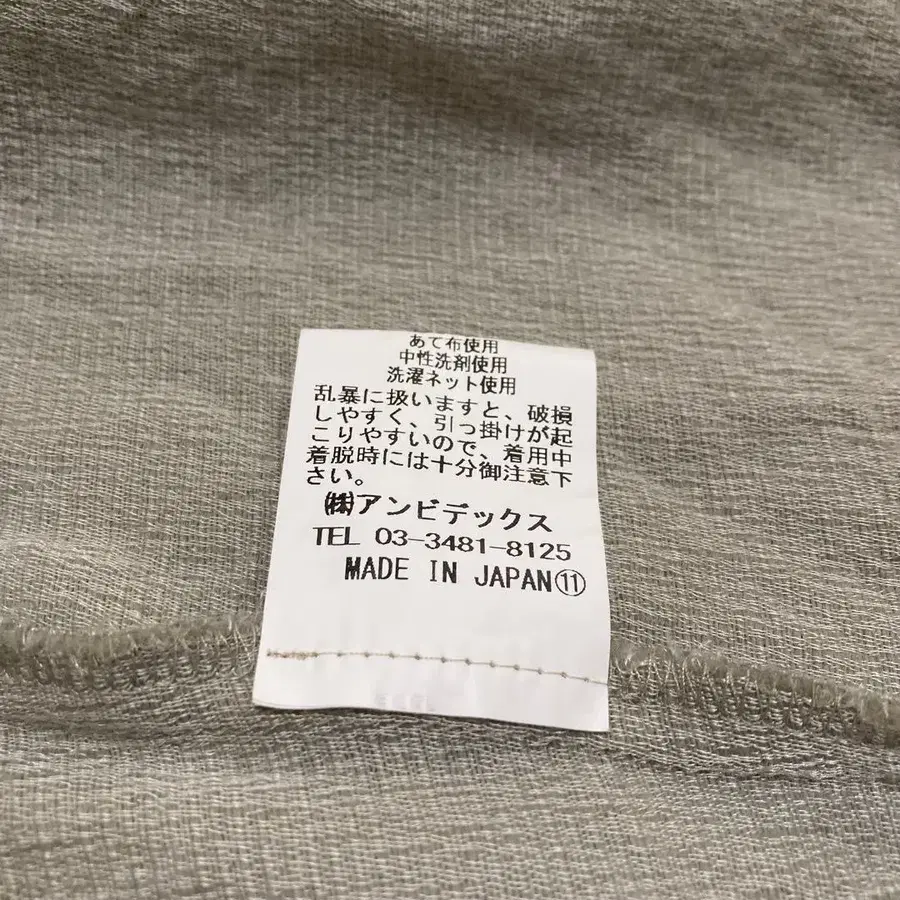 あて布使用
中性洗剤使用
洗濯ネット使用
乱暴に扱いますと、破損
しやすく、引っ掛けが起
こりやすいので、着用中
着脱時には十分御注意下
さい。
㈱アンビデックス
TEL 03-3481-8125
MADE IN JAPAN⑪